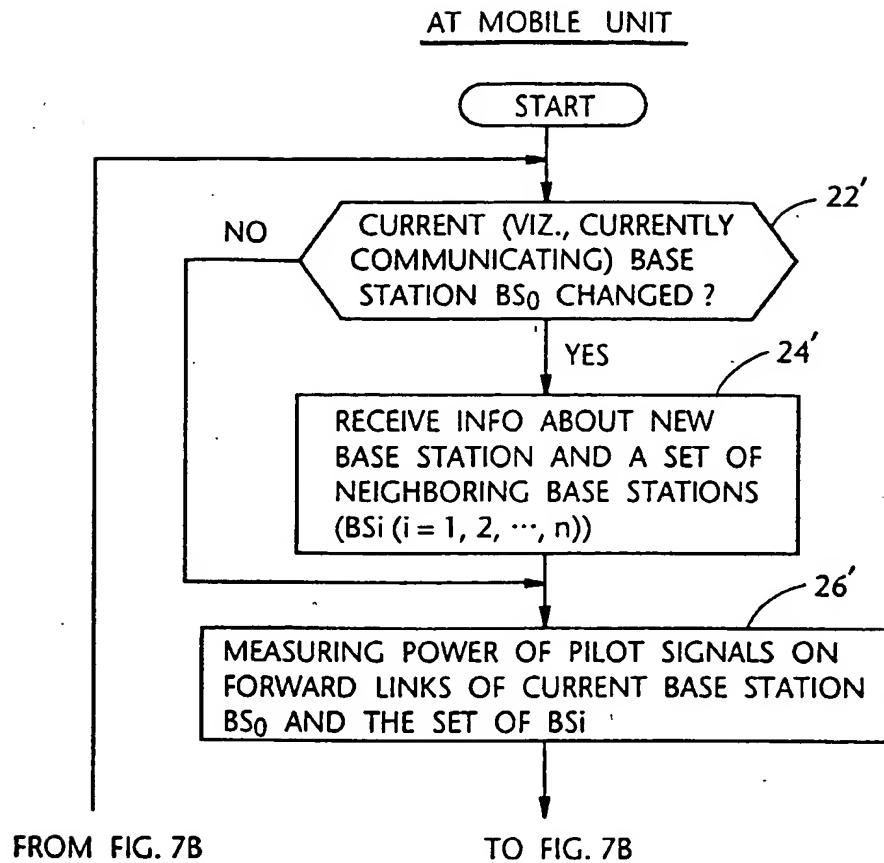 AT MOBILE UNIT
START
22'
NO
CURRENT (VIZ., CURRENTLY
COMMUNICATING) BASE
STATION BS0 CHANGED ?
YES
24'
RECEIVE INFO ABOUT NEW
BASE STATION AND A SET OF
NEIGHBORING BASE STATIONS
(BSi (i = 1, 2, ···, n))
26'
MEASURING POWER OF PILOT SIGNALS ON
FORWARD LINKS OF CURRENT BASE STATION
BS0 AND THE SET OF BSi
FROM FIG. 7B
TO FIG. 7B